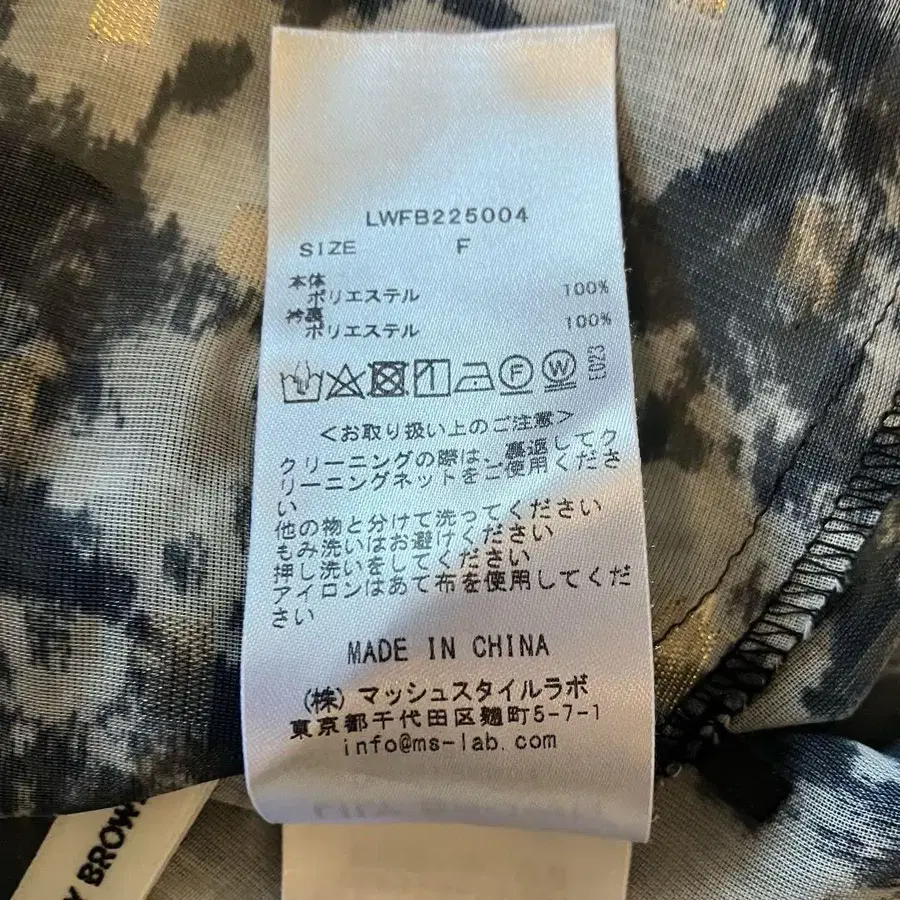 LWFB225004
SIZE F
本体
ポリエステル 100%
衿裏
ポリエステル 100%
F W E023
<お取り扱い上のご注意>
クリーニングの際は、裏返してク
リーニングネットをご使用くださ
い
他の物と分けて洗ってください
もみ洗いはお避けください
押し洗いをしてください
アイロンはあて布を使用してくだ
さい
MADE IN CHINA
(株) マッシュスタイルラボ
東京都千代田区麹町5-7-1
info@ms-lab.com
Y BROW